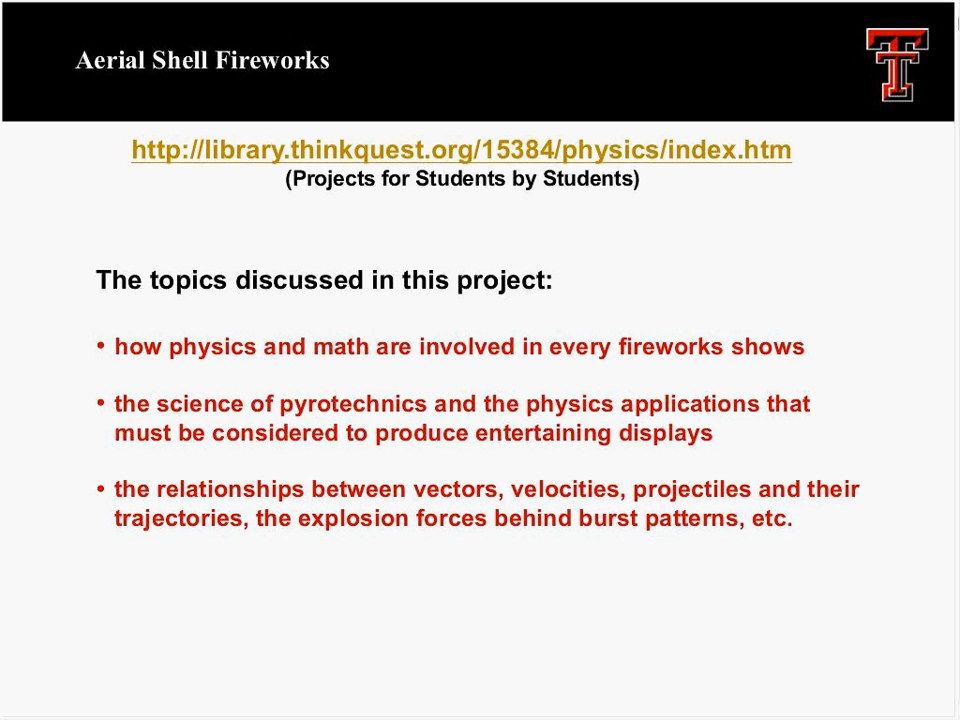 Aerial Shell Fireworks
http://library.thinkquest.org/15384/physics/index.htm
(Projects for Students by Students)
The topics discussed in this project:
• how physics and math are involved in every fireworks shows
• the science of pyrotechnics and the physics applications that
must be considered to produce entertaining displays
• the relationships between vectors, velocities, projectiles and their
trajectories, the explosion forces behind burst patterns, etc.